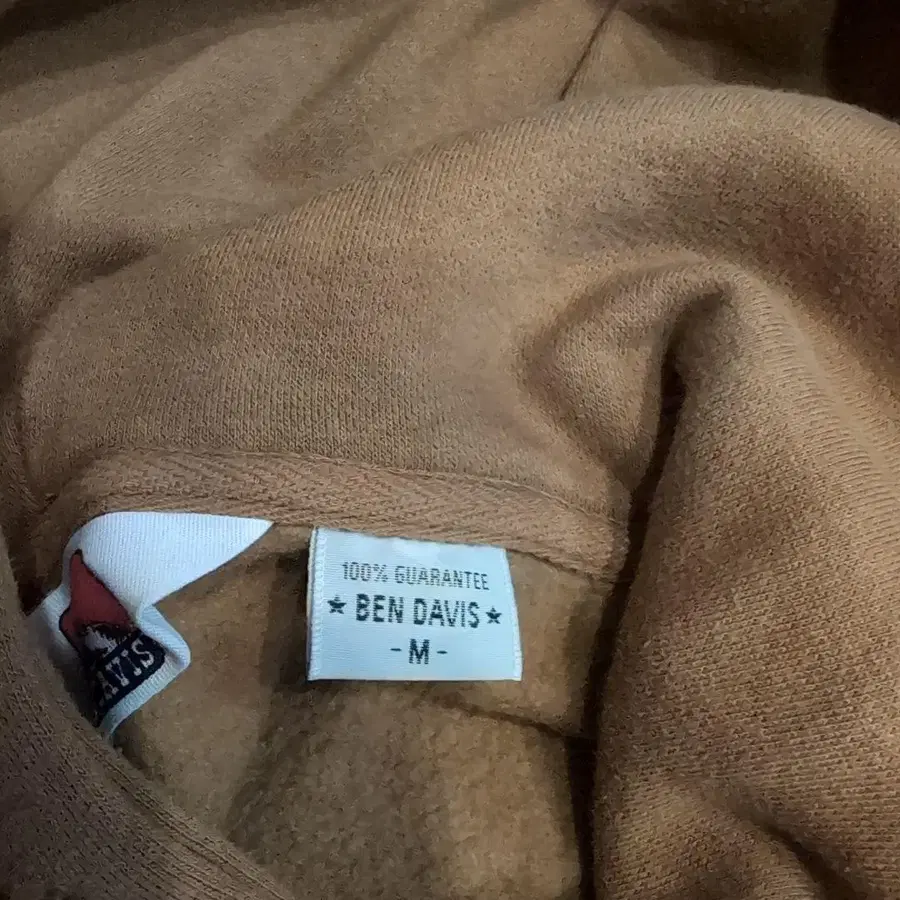 100% GUARANTEE
★ BEN DAVIS ★
- M -